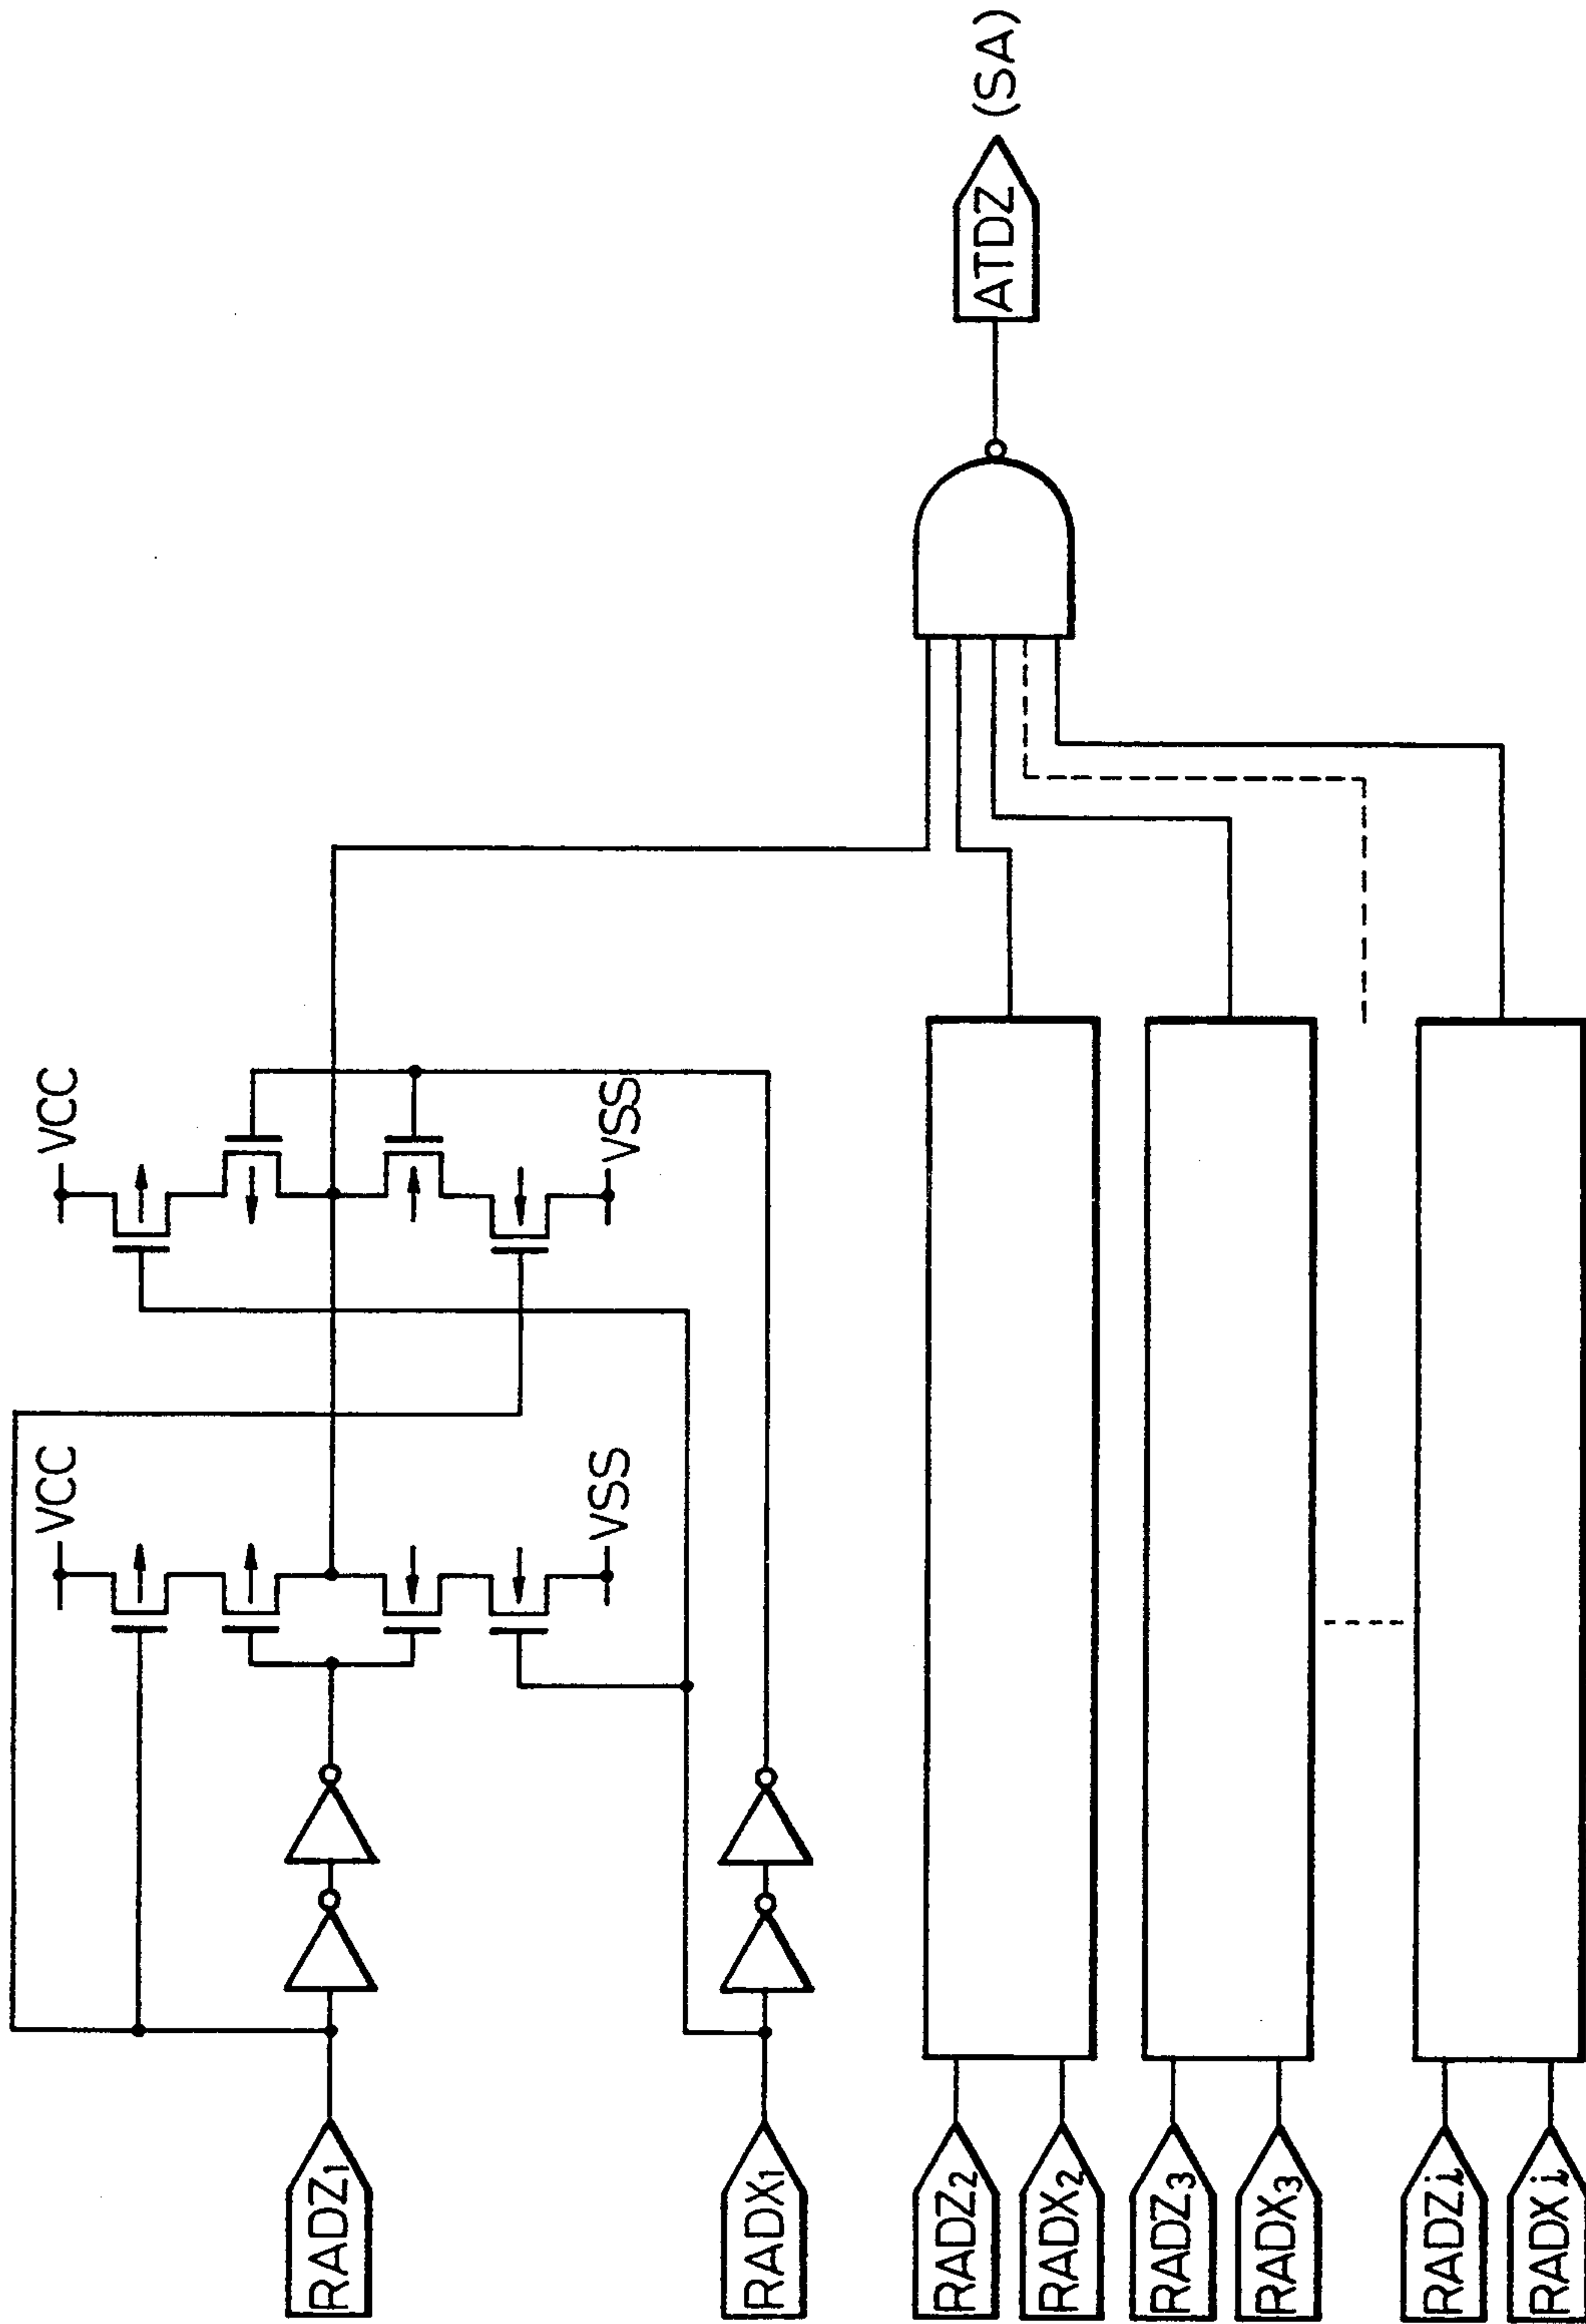 VCC
VCC
VSS
VSS
RADZ₁
RADX₁
RADZ₂
RADX₂
RADZ₃
RADX₃
RADZi
RADXi
ATDZ (SA)